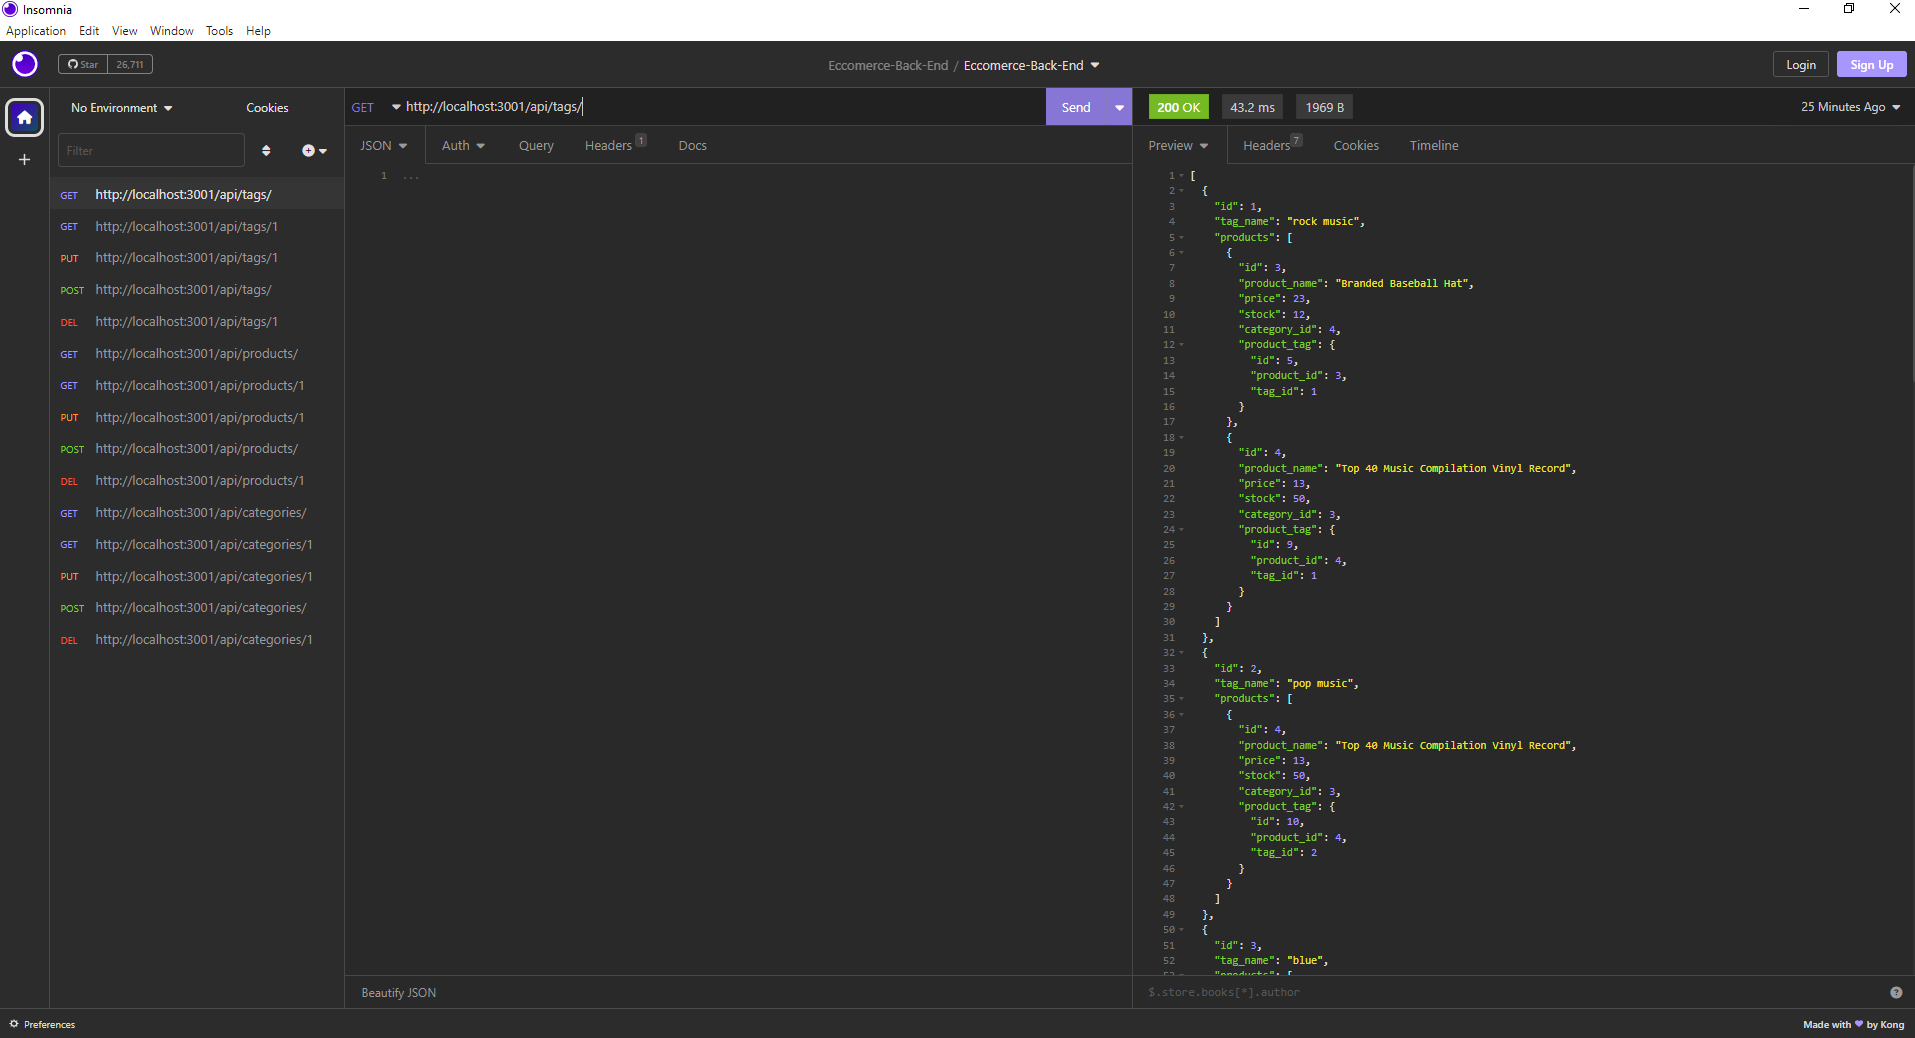 Insomnia
Application Edit View Window Tools Help
Star 26,711
Eccomerce-Back-End / Eccomerce-Back-End
Login Sign Up
No Environment Cookies
Filter
GET http://localhost:3001/api/tags/
GET http://localhost:3001/api/tags/1
PUT http://localhost:3001/api/tags/1
POST http://localhost:3001/api/tags/
DEL http://localhost:3001/api/tags/1
GET http://localhost:3001/api/products/
GET http://localhost:3001/api/products/1
PUT http://localhost:3001/api/products/1
POST http://localhost:3001/api/products/
DEL http://localhost:3001/api/products/1
GET http://localhost:3001/api/categories/
GET http://localhost:3001/api/categories/1
PUT http://localhost:3001/api/categories/1
POST http://localhost:3001/api/categories/
DEL http://localhost:3001/api/categories/1
GET http://localhost:3001/api/tags/ Send
JSON Auth Query Headers 1 Docs
1 ...
Beautify JSON
200 OK 43.2 ms 1969 B 25 Minutes Ago
Preview Headers 7 Cookies Timeline
1 [
2 {
3 "id": 1,
4 "tag_name": "rock music",
5 "products": [
6 {
7 "id": 3,
8 "product_name": "Branded Baseball Hat",
9 "price": 23,
10 "stock": 12,
11 "category_id": 4,
12 "product_tag": {
13 "id": 5,
14 "product_id": 3,
15 "tag_id": 1
16 }
17 },
18 {
19 "id": 4,
20 "product_name": "Top 40 Music Compilation Vinyl Record",
21 "price": 13,
22 "stock": 50,
23 "category_id": 3,
24 "product_tag": {
25 "id": 9,
26 "product_id": 4,
27 "tag_id": 1
28 }
29 }
30 ]
31 },
32 {
33 "id": 2,
34 "tag_name": "pop music",
35 "products": [
36 {
37 "id": 4,
38 "product_name": "Top 40 Music Compilation Vinyl Record",
39 "price": 13,
40 "stock": 50,
41 "category_id": 3,
42 "product_tag": {
43 "id": 10,
44 "product_id": 4,
45 "tag_id": 2
46 }
47 }
48 ]
49 },
50 {
51 "id": 3,
52 "tag_name": "blue",
53 "products": [
$.store.books[*].author
Preferences
Made with by Kong